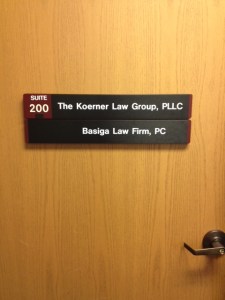 SUITE
200
The Koerner Law Group, PLLC
Basiga Law Firm, PC